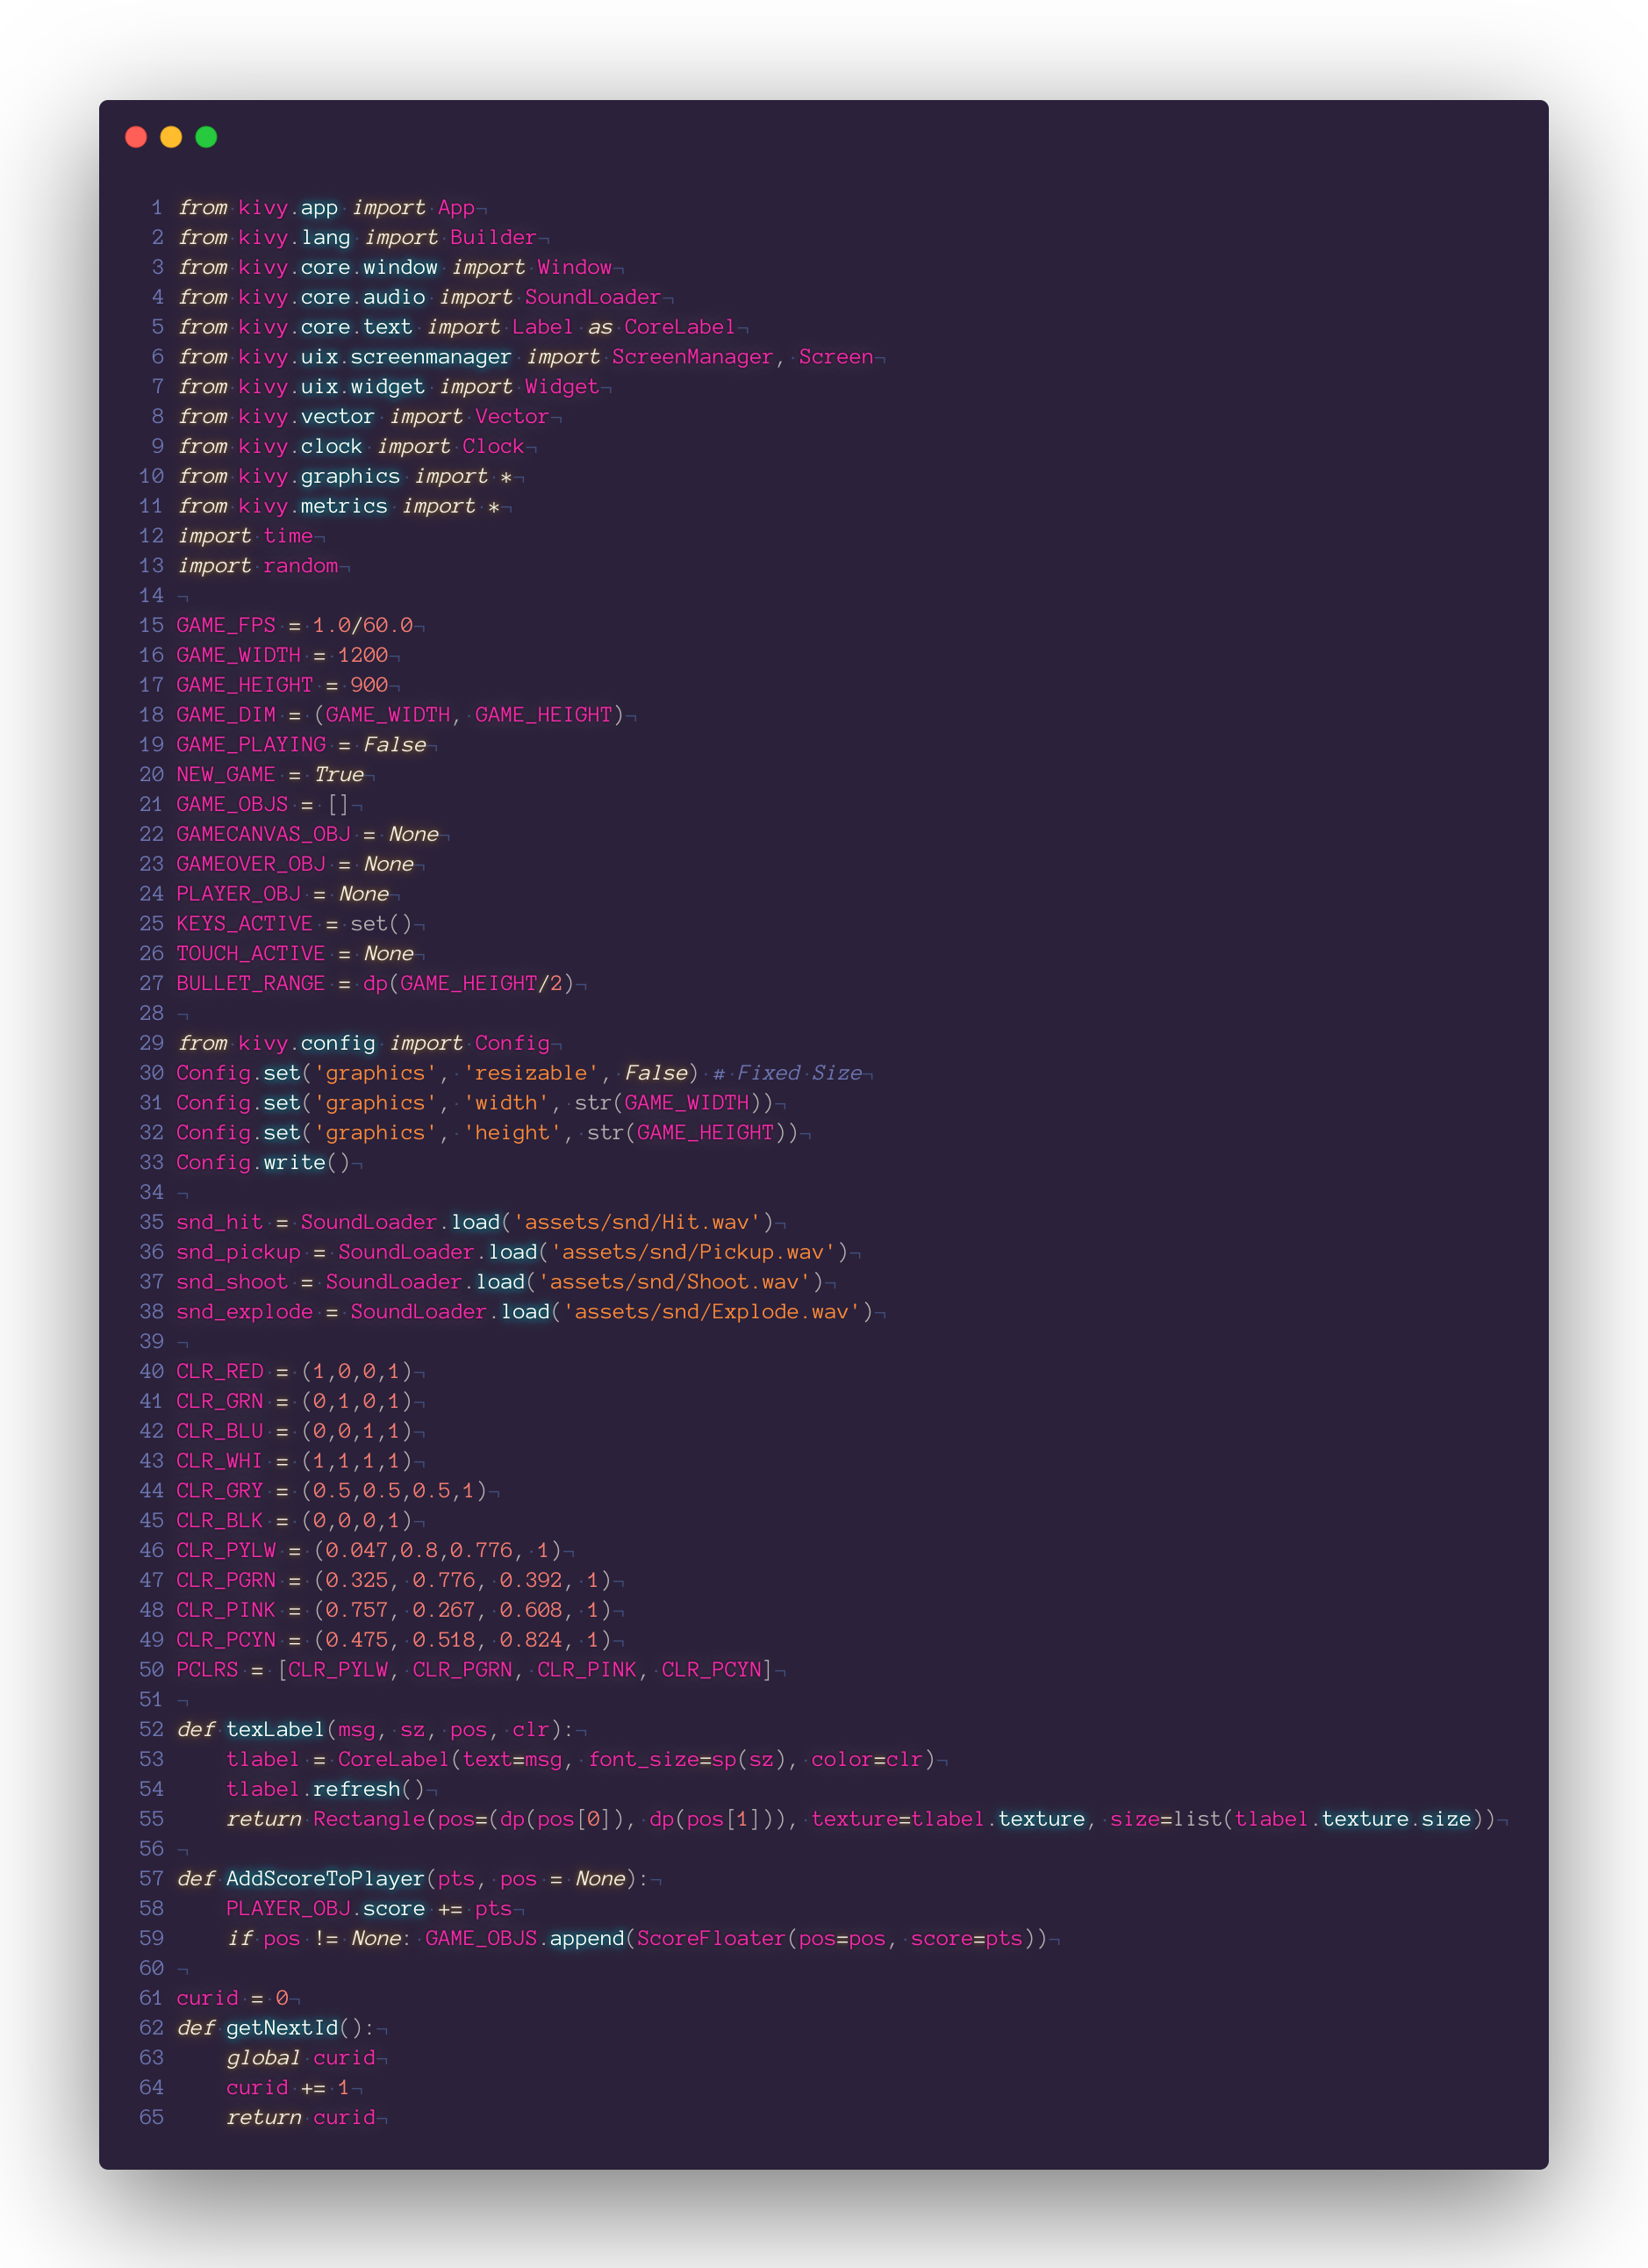 1 from kivy.app import App¬
2 from kivy.lang import Builder¬
3 from kivy.core.window import Window¬
4 from kivy.core.audio import SoundLoader¬
5 from kivy.core.text import Label as CoreLabel¬
6 from kivy.uix.screenmanager import ScreenManager, Screen¬
7 from kivy.uix.widget import Widget¬
8 from kivy.vector import Vector¬
9 from kivy.clock import Clock¬
10 from kivy.graphics import *¬
11 from kivy.metrics import *¬
12 import time¬
13 import random¬
14 ¬
15 GAME_FPS = 1.0/60.0¬
16 GAME_WIDTH = 1200¬
17 GAME_HEIGHT = 900¬
18 GAME_DIM = (GAME_WIDTH, GAME_HEIGHT)¬
19 GAME_PLAYING = False¬
20 NEW_GAME = True¬
21 GAME_OBJS = []¬
22 GAMECANVAS_OBJ = None¬
23 GAMEOVER_OBJ = None¬
24 PLAYER_OBJ = None¬
25 KEYS_ACTIVE = set()¬
26 TOUCH_ACTIVE = None¬
27 BULLET_RANGE = dp(GAME_HEIGHT/2)¬
28 ¬
29 from kivy.config import Config¬
30 Config.set('graphics', 'resizable', False) # Fixed Size¬
31 Config.set('graphics', 'width', str(GAME_WIDTH))¬
32 Config.set('graphics', 'height', str(GAME_HEIGHT))¬
33 Config.write()¬
34 ¬
35 snd_hit = SoundLoader.load('assets/snd/Hit.wav')¬
36 snd_pickup = SoundLoader.load('assets/snd/Pickup.wav')¬
37 snd_shoot = SoundLoader.load('assets/snd/Shoot.wav')¬
38 snd_explode = SoundLoader.load('assets/snd/Explode.wav')¬
39 ¬
40 CLR_RED = (1,0,0,1)¬
41 CLR_GRN = (0,1,0,1)¬
42 CLR_BLU = (0,0,1,1)¬
43 CLR_WHI = (1,1,1,1)¬
44 CLR_GRY = (0.5,0.5,0.5,1)¬
45 CLR_BLK = (0,0,0,1)¬
46 CLR_PYLW = (0.047,0.8,0.776, 1)¬
47 CLR_PGRN = (0.325, 0.776, 0.392, 1)¬
48 CLR_PINK = (0.757, 0.267, 0.608, 1)¬
49 CLR_PCYN = (0.475, 0.518, 0.824, 1)¬
50 PCLRS = [CLR_PYLW, CLR_PGRN, CLR_PINK, CLR_PCYN]¬
51 ¬
52 def texLabel(msg, sz, pos, clr):¬
53     tlabel = CoreLabel(text=msg, font_size=sp(sz), color=clr)¬
54     tlabel.refresh()¬
55     return Rectangle(pos=(dp(pos[0]), dp(pos[1])), texture=tlabel.texture, size=list(tlabel.texture.size))¬
56 ¬
57 def AddScoreToPlayer(pts, pos = None):¬
58     PLAYER_OBJ.score += pts¬
59     if pos != None: GAME_OBJS.append(ScoreFloater(pos=pos, score=pts))¬
60 ¬
61 curid = 0¬
62 def getNextId():¬
63     global curid¬
64     curid += 1¬
65     return curid¬